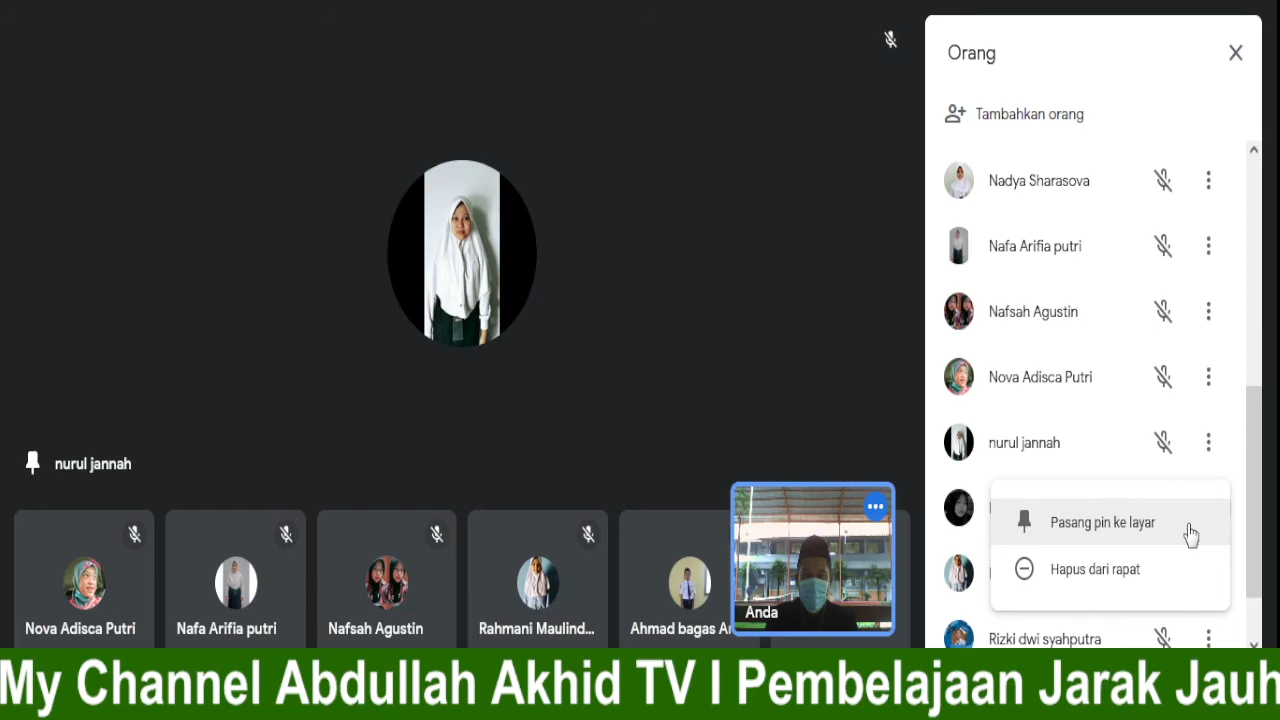 Orang
Tambahkan orang
Nadya Sharasova
Nafa Arifia putri
Nafsah Agustin
Nova Adisca Putri
nurul jannah
Pasang pin ke layar
Hapus dari rapat
Rizki dwi syahputra
nurul jannah
Nova Adisca Putri
Nafa Arifia putri
Nafsah Agustin
Rahmani Maulind...
Ahmad bagas
Anda
My Channel Abdullah Akhid TV I Pembelajaan Jarak Jauh